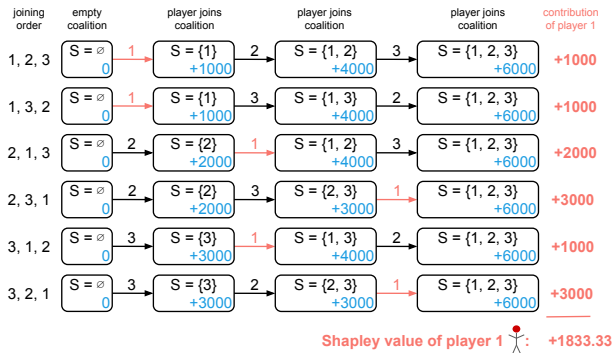 joining order empty coalition player joins coalition player joins coalition player joins coalition contribution of player 1
1, 2, 3 S = ∅ 0 1 S = {1} +1000 2 S = {1, 2} +4000 3 S = {1, 2, 3} +6000 +1000
1, 3, 2 S = ∅ 0 1 S = {1} +1000 3 S = {1, 3} +4000 2 S = {1, 2, 3} +6000 +1000
2, 1, 3 S = ∅ 0 2 S = {2} +2000 1 S = {1, 2} +4000 3 S = {1, 2, 3} +6000 +2000
2, 3, 1 S = ∅ 0 2 S = {2} +2000 3 S = {2, 3} +3000 1 S = {1, 2, 3} +6000 +3000
3, 1, 2 S = ∅ 0 3 S = {3} +3000 1 S = {1, 3} +4000 2 S = {1, 2, 3} +6000 +1000
3, 2, 1 S = ∅ 0 3 S = {3} +3000 2 S = {2, 3} +3000 1 S = {1, 2, 3} +6000 +3000
Shapley value of player 1 : +1833.33